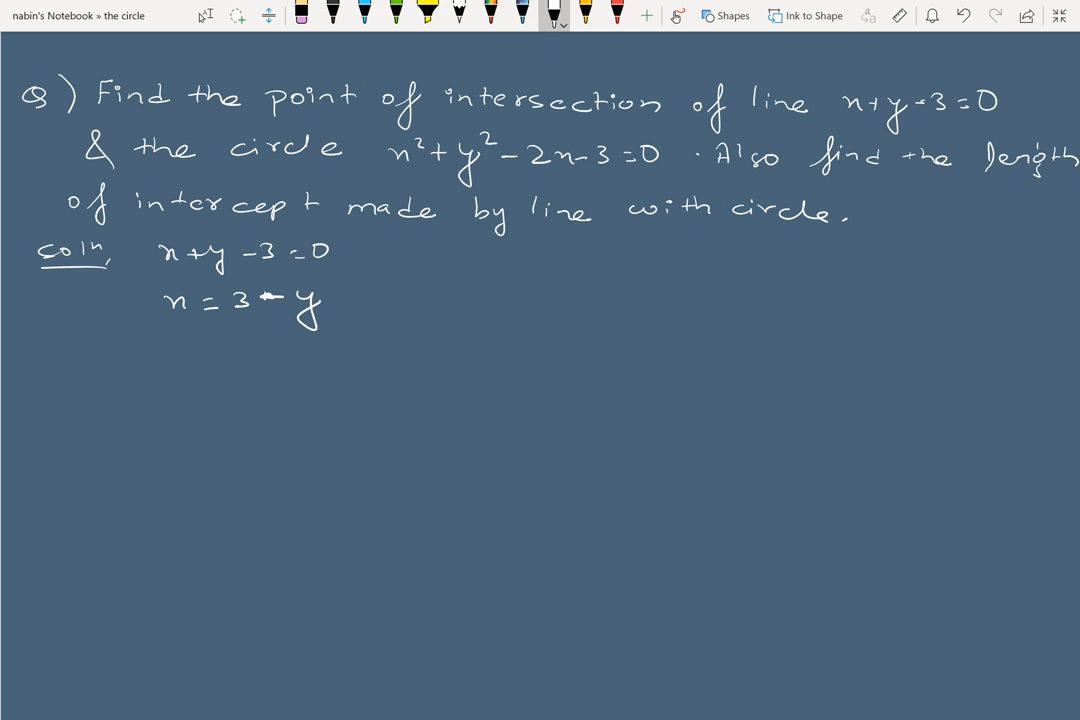 nabin's Notebook » the circle
Shapes
Ink to Shape
Q) Find the point of intersection of line x+y-3=0
& the circle x²+y²-2x-3=0. Also find the length
of intercept made by line with circle.
soln, x+y-3=0
x=3-y